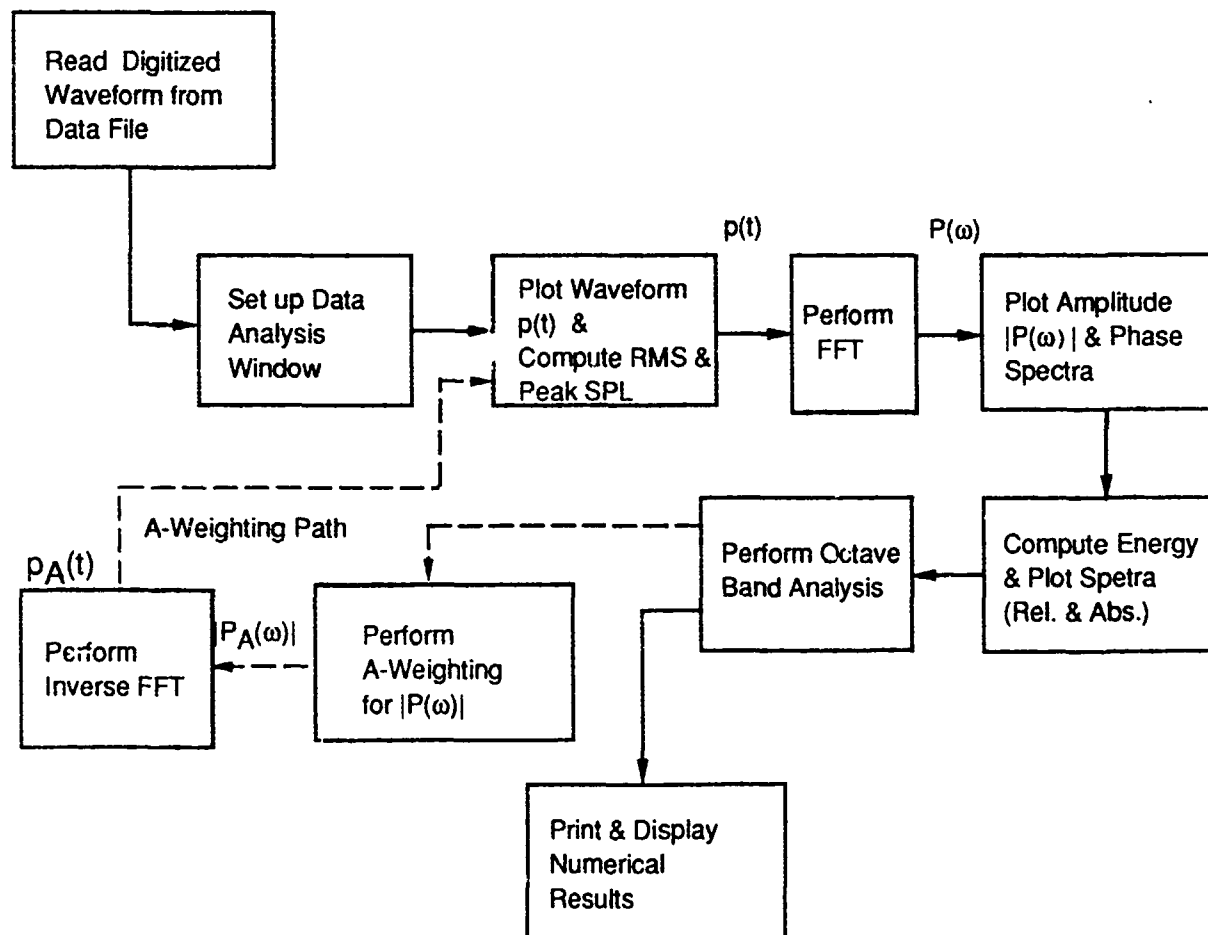 Read Digitized
Waveform from
Data File
p(t)
P(ω)
Set up Data
Analysis
Window
Plot Waveform
p(t) &
Compute RMS &
Peak SPL
Perform
FFT
Plot Amplitude
|P(ω)| & Phase
Spectra
A-Weighting Path
Perform Octave
Band Analysis
Compute Energy
& Plot Spetra
(Rel. & Abs.)
pA(t)
Perform
Inverse FFT
|PA(ω)|
Perform
A-Weighting
for |P(ω)|
Print & Display
Numerical
Results